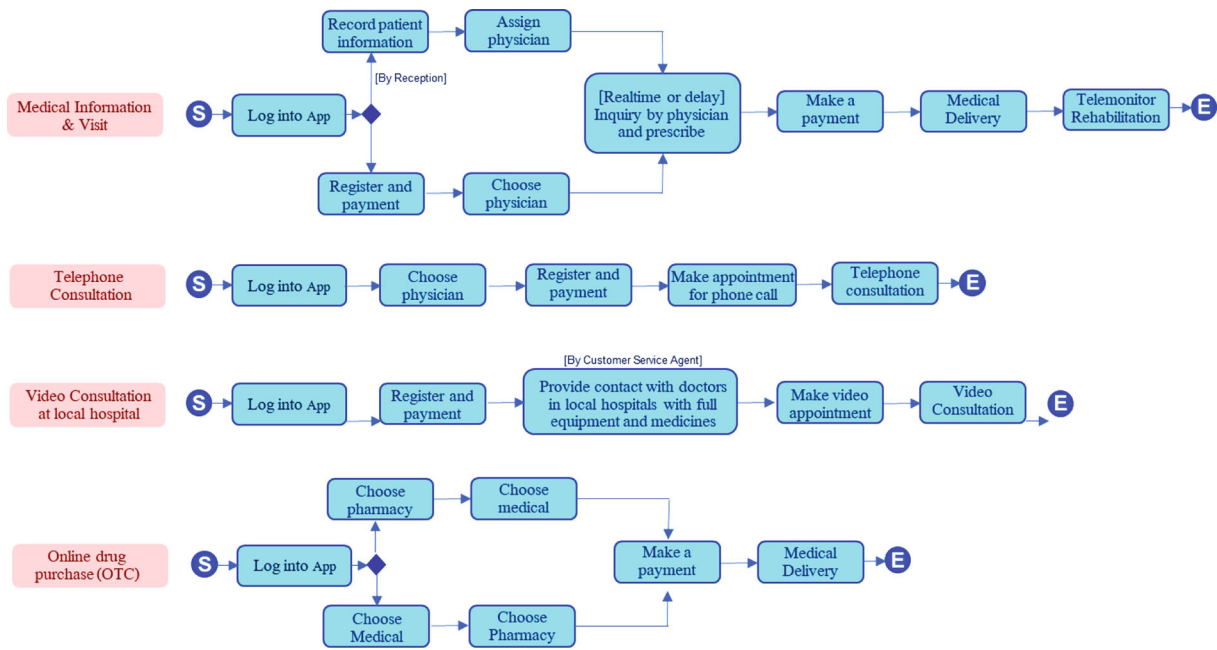 Record patient
information
Assign
physician
[By Reception]
Medical Information
& Visit
S
Log into App
[Realtime or delay]
Inquiry by physician
and prescribe
Make a
payment
Medical
Delivery
Telemonitor
Rehabilitation
E
Register and
payment
Choose
physician
Telephone
Consultation
S
Log into App
Choose
physician
Register and
payment
Make appointment
for phone call
Telephone
consultation
E
[By Customer Service Agent]
Video Consultation
at local hospital
S
Log into App
Register and
payment
Provide contact with doctors
in local hospitals with full
equipment and medicines
Make video
appointment
Video
Consultation
E
Choose
pharmacy
Choose
medical
Online drug
purchase (OTC)
S
Log into App
Make a
payment
Medical
Delivery
E
Choose
Medical
Choose
Pharmacy